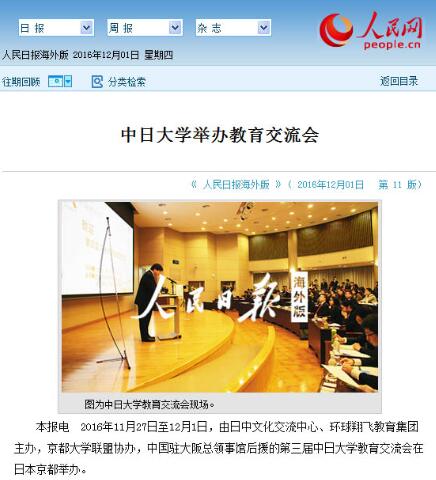 日 报
周 报
杂 志
人民网
people.cn
人民日报海外版 2016年12月01日 星期四
往期回顾
分类检索
返回目录
中日大学举办教育交流会
《 人民日报海外版 》（ 2016年12月01日 第 11 版）
人民日报
海外版
图为中日大学教育交流会现场。
本报电 2016年11月27日至12月1日，由日中文化交流中心、环球翔飞教育集团
主办，京都大学联盟协办，中国驻大阪总领事馆后援的第三届中日大学教育交流会在
日本京都举办。